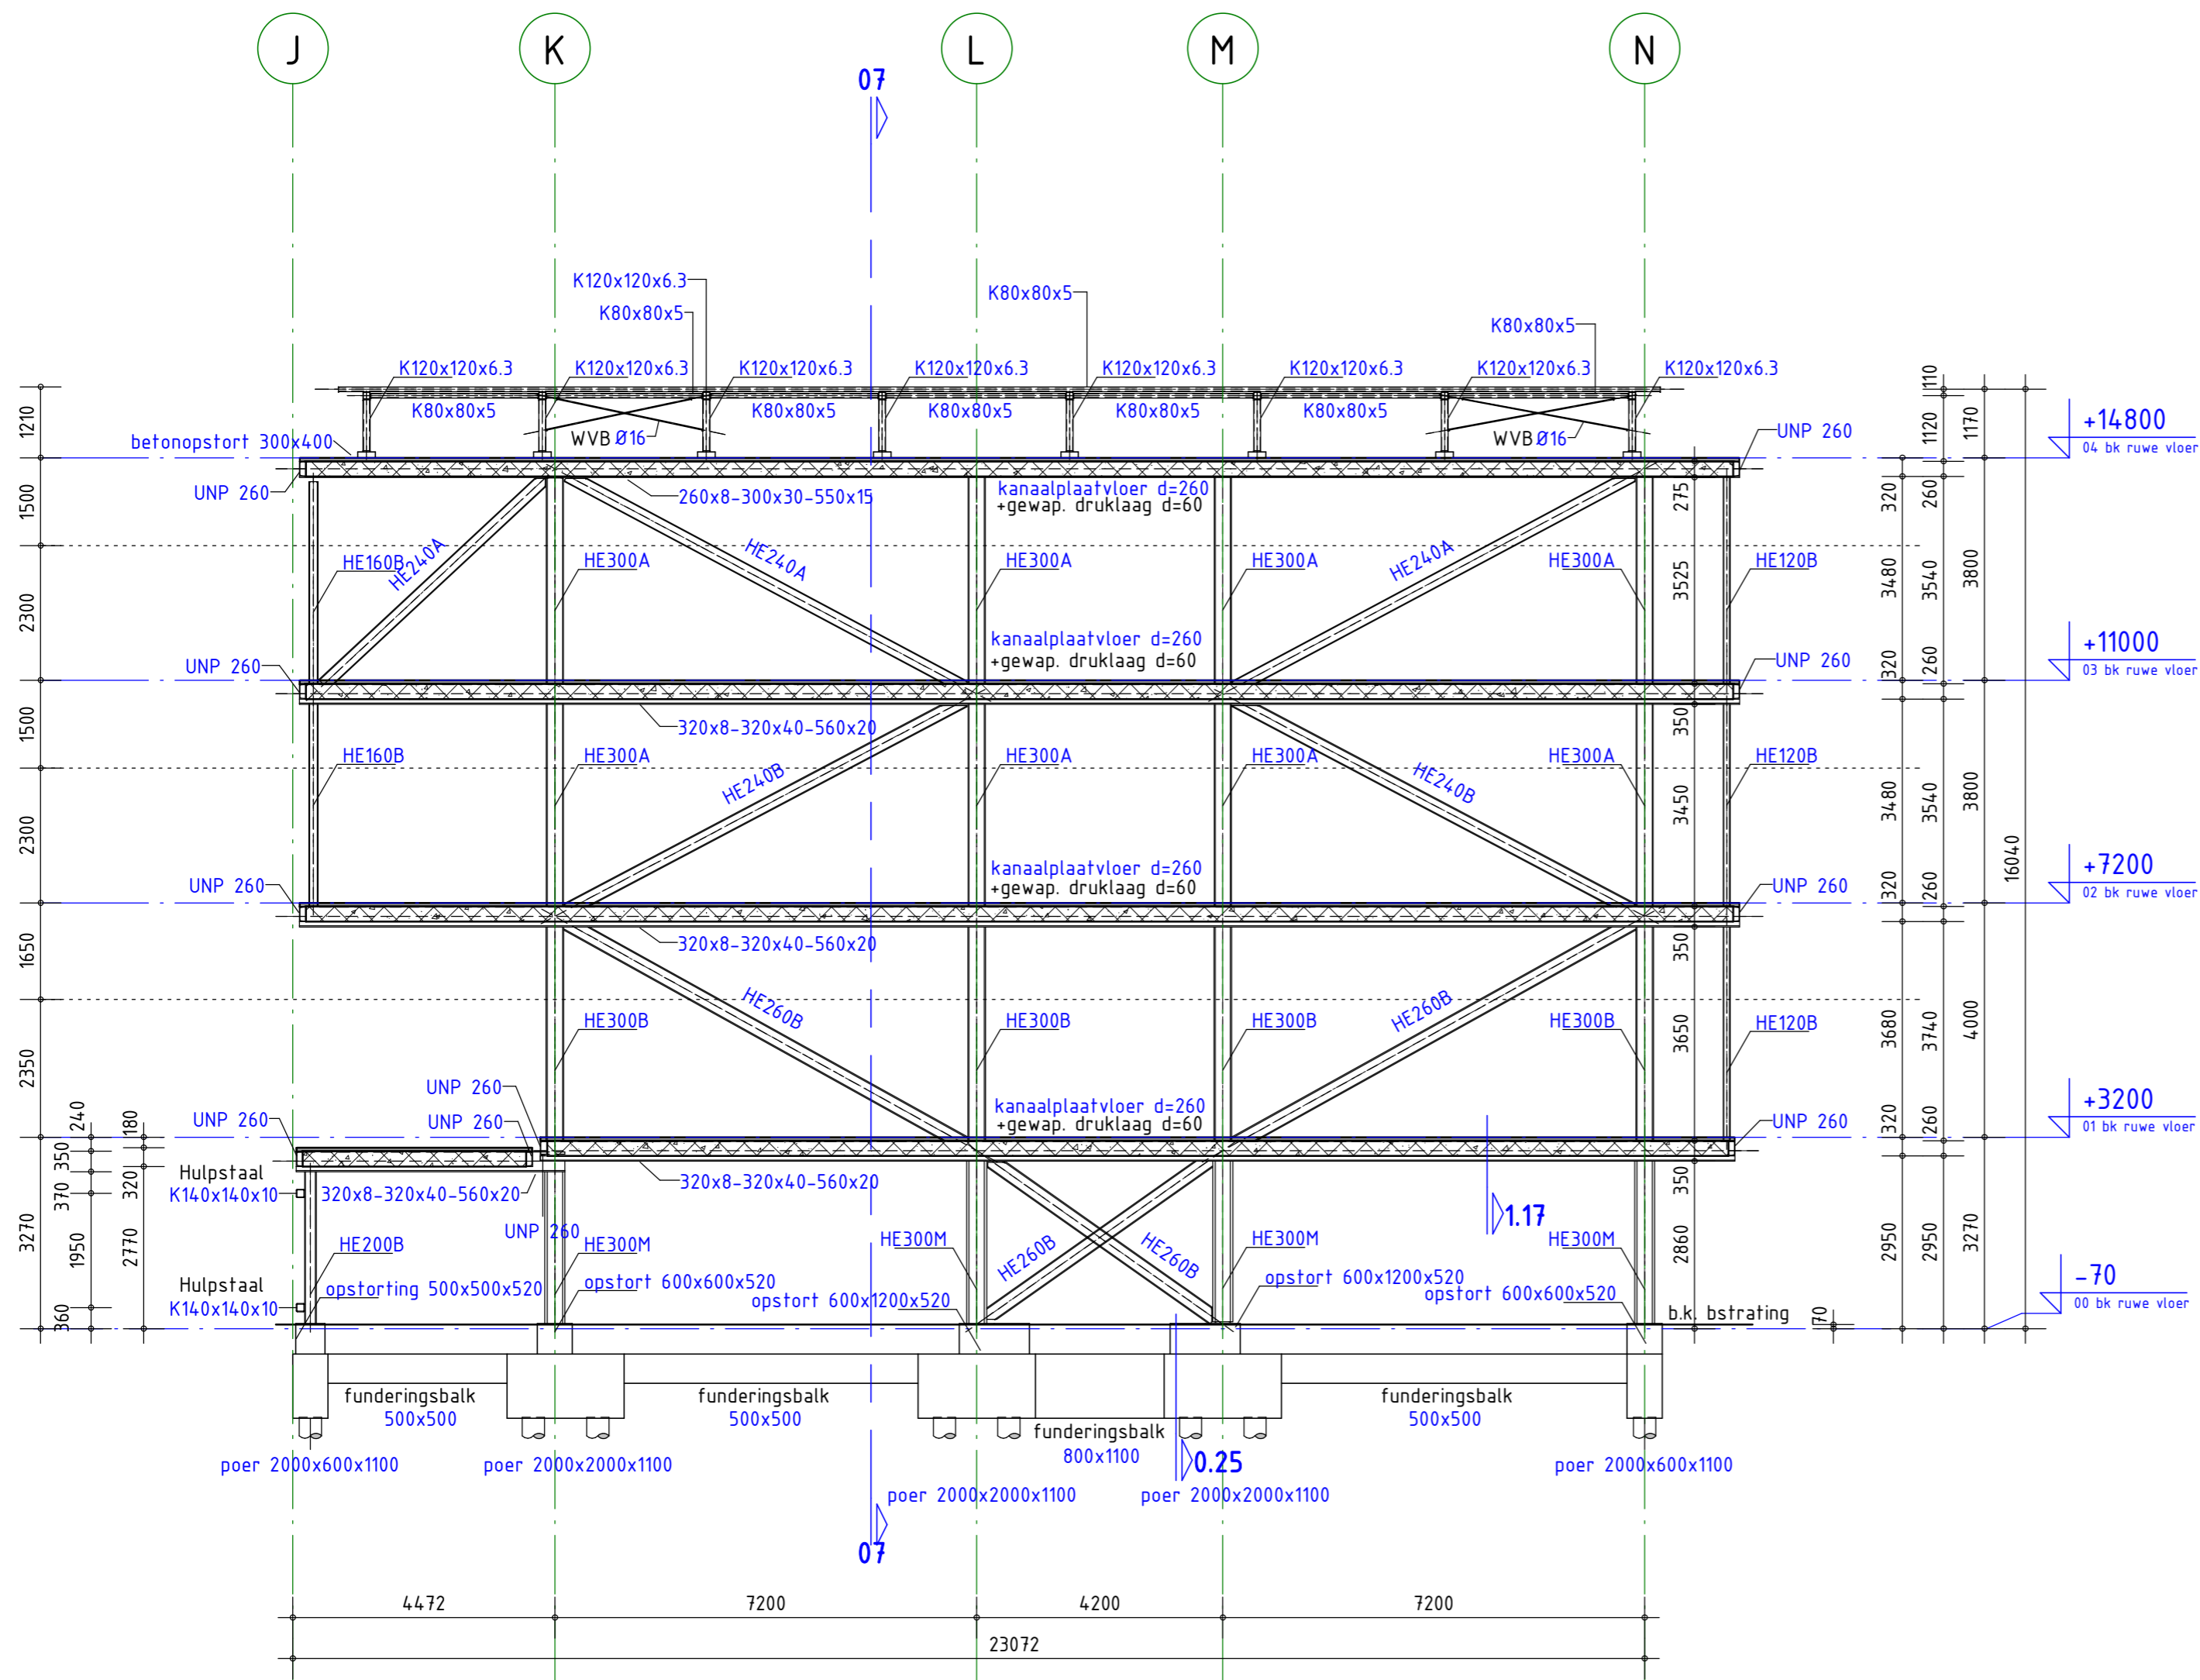 J
K
L
M
N
07
K120x120x6.3
K80x80x5
K80x80x5
K80x80x5
K120x120x6.3
K120x120x6.3
K120x120x6.3
K120x120x6.3
K120x120x6.3
K120x120x6.3
K120x120x6.3
K120x120x6.3
K80x80x5
K80x80x5
K80x80x5
K80x80x5
K80x80x5
WVB Ø16
WVB Ø16
betonopstort 300x400
UNP 260
UNP 260
260x8-300x30-550x15
kanaalplaatvloer d=260
+gewap. druklaag d=60
HE160B
HE240A
HE300A
HE240A
HE300A
HE300A
HE240A
HE300A
HE120B
kanaalplaatvloer d=260
+gewap. druklaag d=60
UNP 260
UNP 260
320x8-320x40-560x20
HE160B
HE300A
HE240B
HE300A
HE300A
HE240B
HE300A
HE120B
kanaalplaatvloer d=260
+gewap. druklaag d=60
UNP 260
UNP 260
320x8-320x40-560x20
HE300B
HE260B
HE300B
HE300B
HE260B
HE300B
HE120B
UNP 260
UNP 260
UNP 260
kanaalplaatvloer d=260
+gewap. druklaag d=60
UNP 260
Hulpstaal
K140x140x10
320x8-320x40-560x20
320x8-320x40-560x20
UNP 260
1.17
HE200B
HE300M
HE300M
HE260B
HE260B
HE300M
HE300M
Hulpstaal
K140x140x10
opstorting 500x500x520
opstort 600x600x520
opstort 600x1200x520
opstort 600x1200x520
opstort 600x600x520
b.k. bstrating
funderingsbalk
500x500
funderingsbalk
500x500
funderingsbalk
800x1100
funderingsbalk
500x500
0.25
poer 2000x600x1100
poer 2000x2000x1100
poer 2000x2000x1100
poer 2000x2000x1100
poer 2000x600x1100
07
4472
7200
4200
7200
23072
1210
1500
2300
1500
2300
1650
2350
3270
240
350
370
1950
360
180
320
2770
275
3525
350
3450
350
3650
350
2860
70
320
3480
320
3480
320
3680
320
2950
110
1120
260
3540
260
3540
260
3740
260
2950
1170
3800
3800
4000
3270
16040
+14800
04 bk ruwe vloer
+11000
03 bk ruwe vloer
+7200
02 bk ruwe vloer
+3200
01 bk ruwe vloer
-70
00 bk ruwe vloer